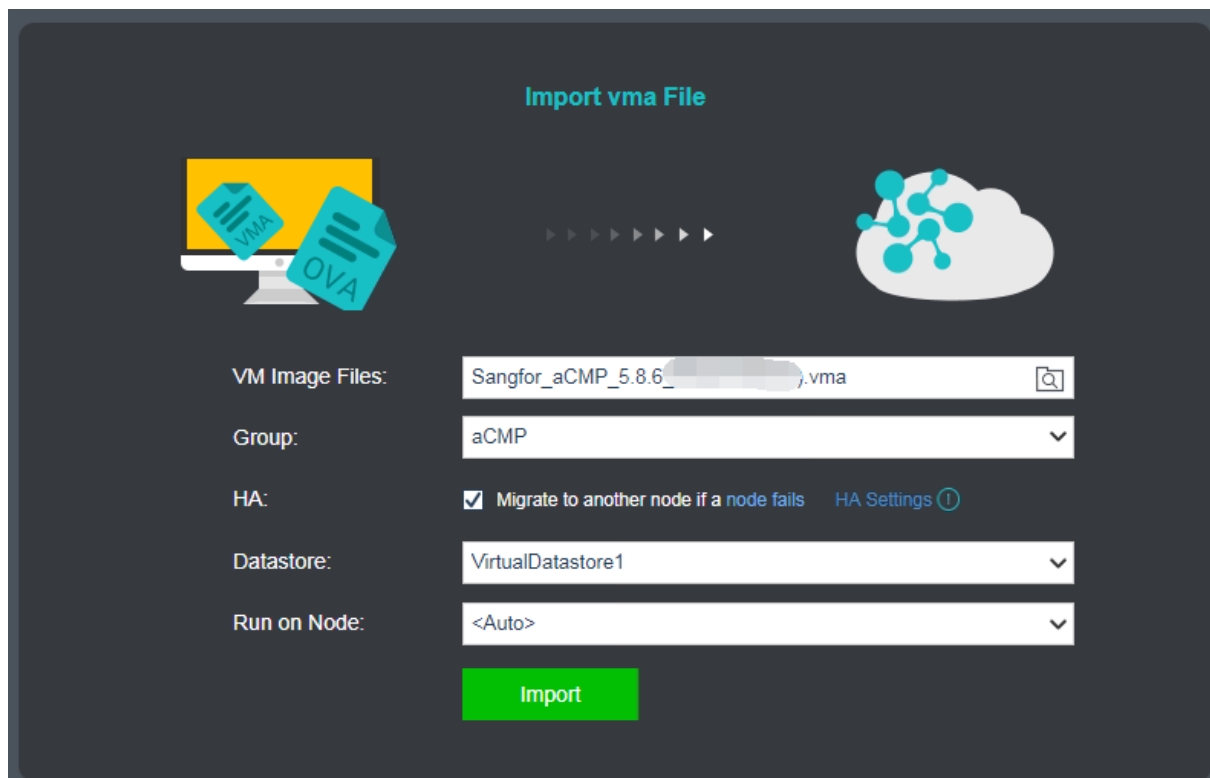 Import vma File
VMA
OVA
VM Image Files: Sangfor_aCMP_5.8.6_ ).vma
Group: aCMP
HA: Migrate to another node if a node fails HA Settings
Datastore: VirtualDatastore1
Run on Node: <Auto>
Import